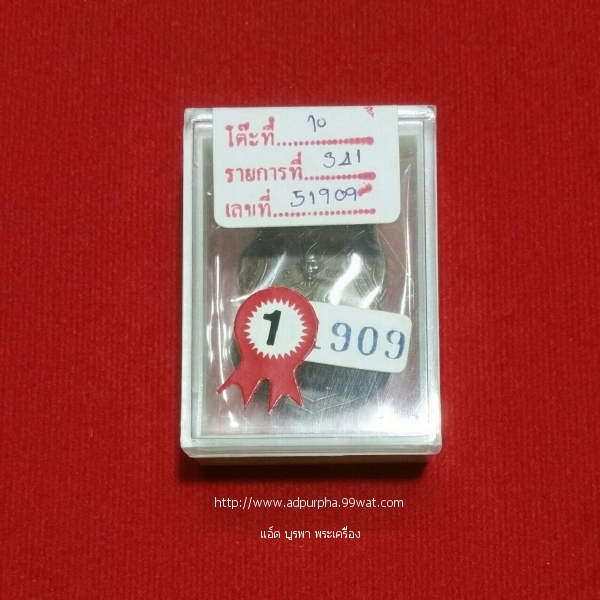 โต๊ะที่ 10
รายการที่ 341
เลขที่ 51909
1
1909
http://www.adpurpha.99wat.com
แอ็ด บูรพา พระเครื่อง